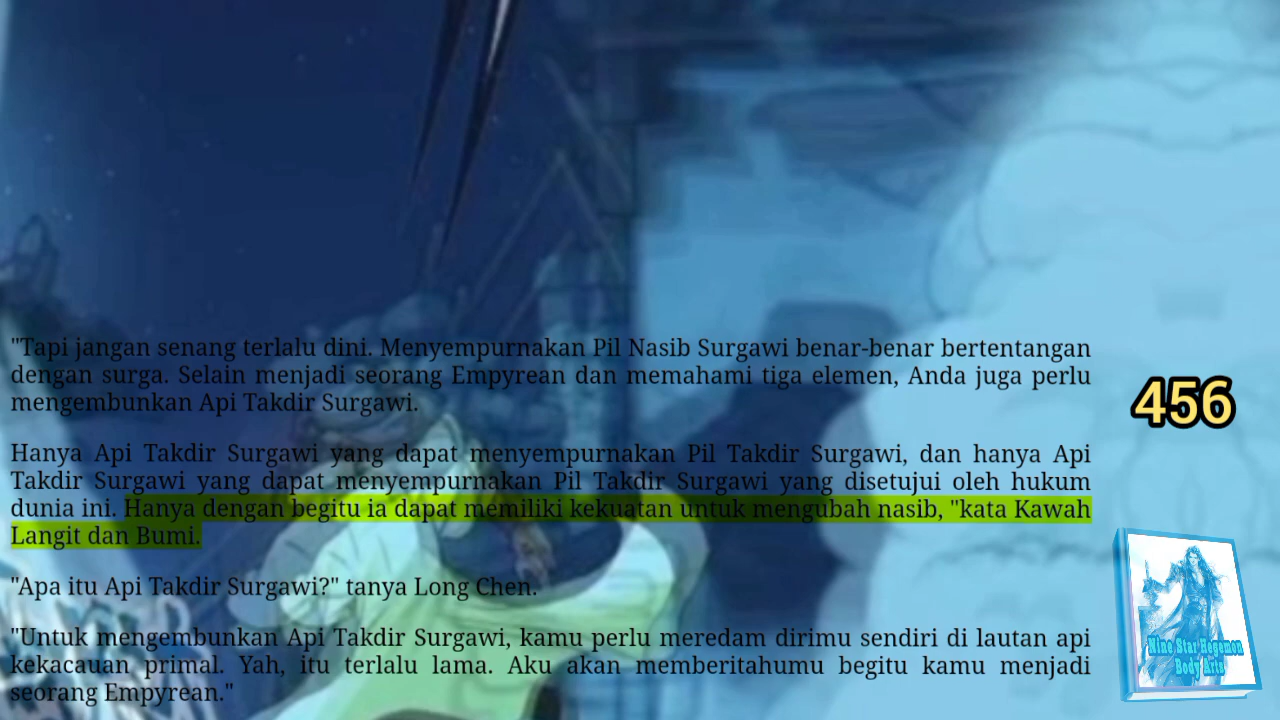 "Tapi jangan senang terlalu dini. Menyempurnakan Pil Nasib Surgawi benar-benar bertentangan
dengan surga. Selain menjadi seorang Empyrean dan memahami tiga elemen, Anda juga perlu
mengembunkan Api Takdir Surgawi.
Hanya Api Takdir Surgawi yang dapat menyempurnakan Pil Takdir Surgawi, dan hanya Api
Takdir Surgawi yang dapat menyempurnakan Pil Takdir Surgawi yang disetujui oleh hukum
dunia ini. Hanya dengan begitu ia dapat memiliki kekuatan untuk mengubah nasib, "kata Kawah
Langit dan Bumi.
"Apa itu Api Takdir Surgawi?" tanya Long Chen.
"Untuk mengembunkan Api Takdir Surgawi, kamu perlu meredam dirimu sendiri di lautan api
kekacauan primal. Yah, itu terlalu lama. Aku akan memberitahumu begitu kamu menjadi
seorang Empyrean."
456
Nine Star Hegemon
Body Arts